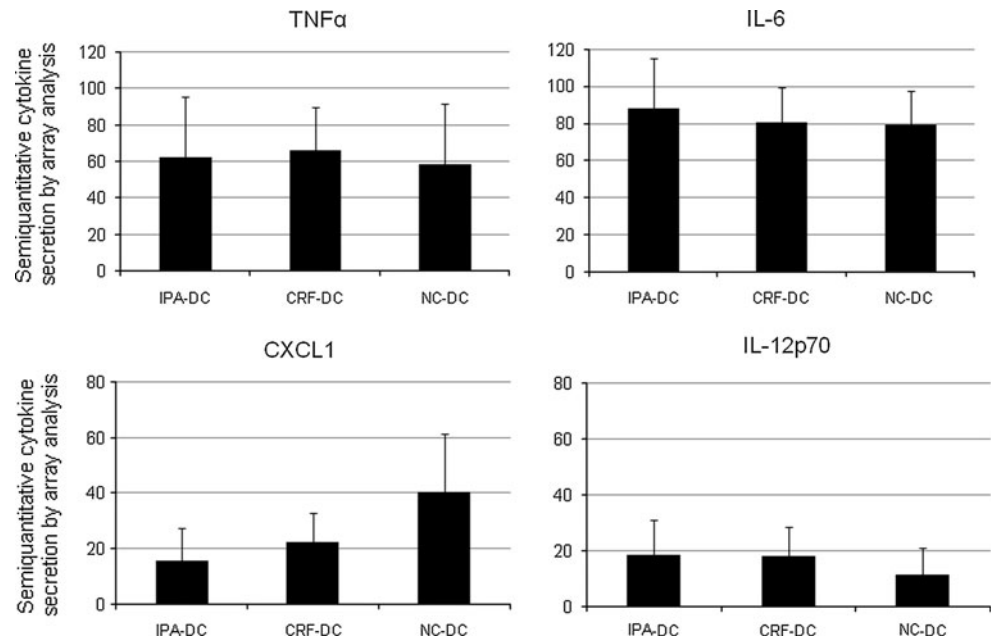 TNFα
Semiquantitative cytokine
secretion by array analysis
120
100
80
60
40
20
0
IPA-DC CRF-DC NC-DC
IL-6
120
100
80
60
40
20
0
IPA-DC CRF-DC NC-DC
CXCL1
Semiquantitative cytokine
secretion by array analysis
80
60
40
20
0
IPA-DC CRF-DC NC-DC
IL-12p70
80
60
40
20
0
IPA-DC CRF-DC NC-DC